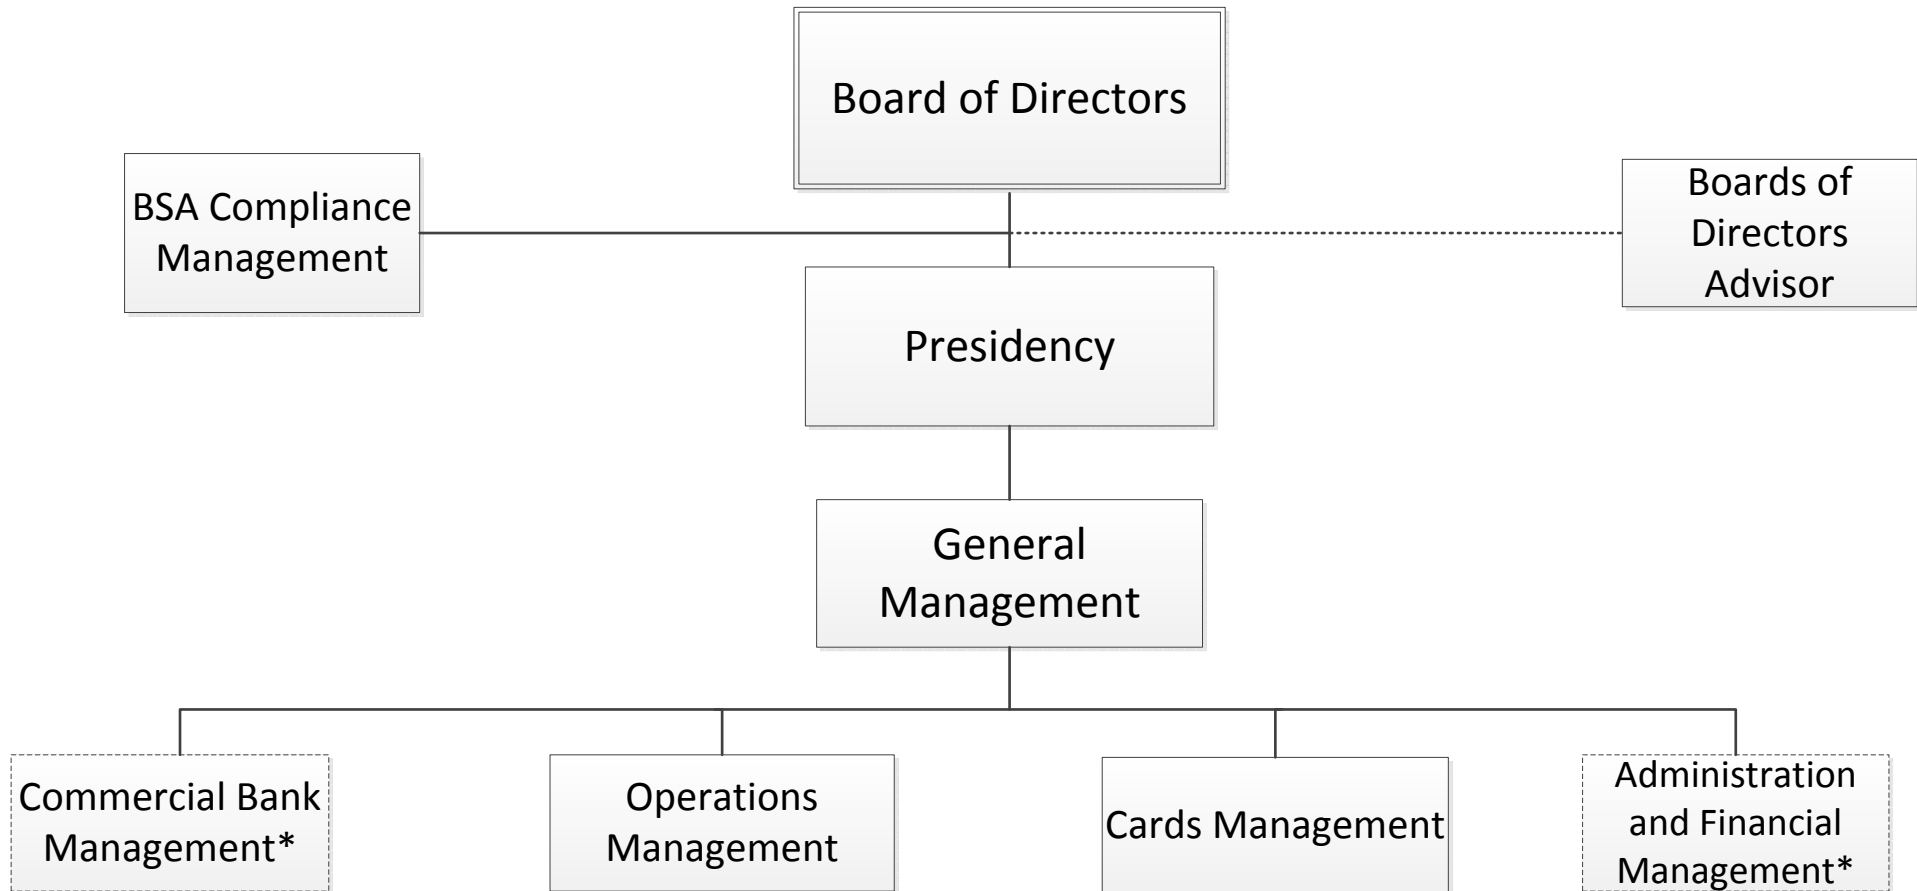 Board of Directors
BSA Compliance
Management
Boards of
Directors
Advisor
Presidency
General
Management
Commercial Bank
Management*
Operations
Management
Cards Management
Administration
and Financial
Management*